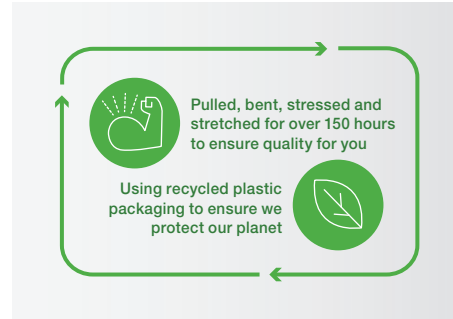 Pulled, bent, stressed and
stretched for over 150 hours
to ensure quality for you
Using recycled plastic
packaging to ensure we
protect our planet